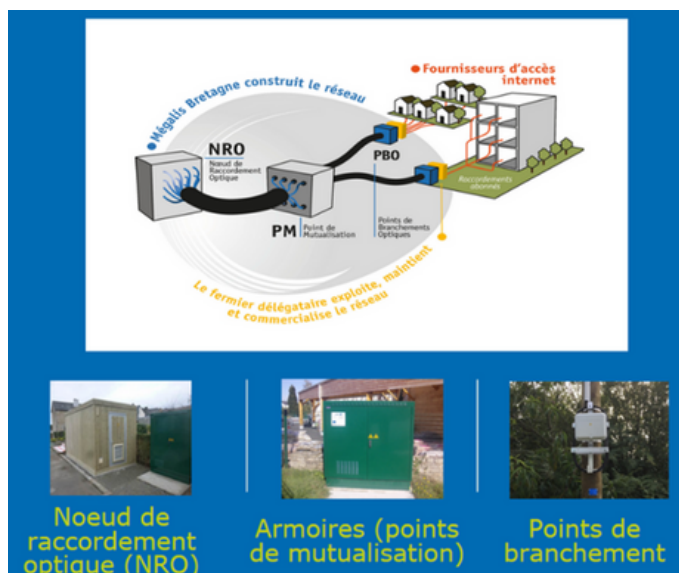 Fournisseurs d'accès
internet
Mégalis Bretagne construit le réseau
NRO
Nœud de
Raccordement
Optique
PBO
PM
Point de
Mutualisation
Points de
Branchements
Optiques
Raccordements
abonnés
Le fermier délégataire exploite, maintient
et commercialise le réseau
Noeud de
raccordement
optique (NRO)
Armoires (points
de mutualisation)
Points de
branchement